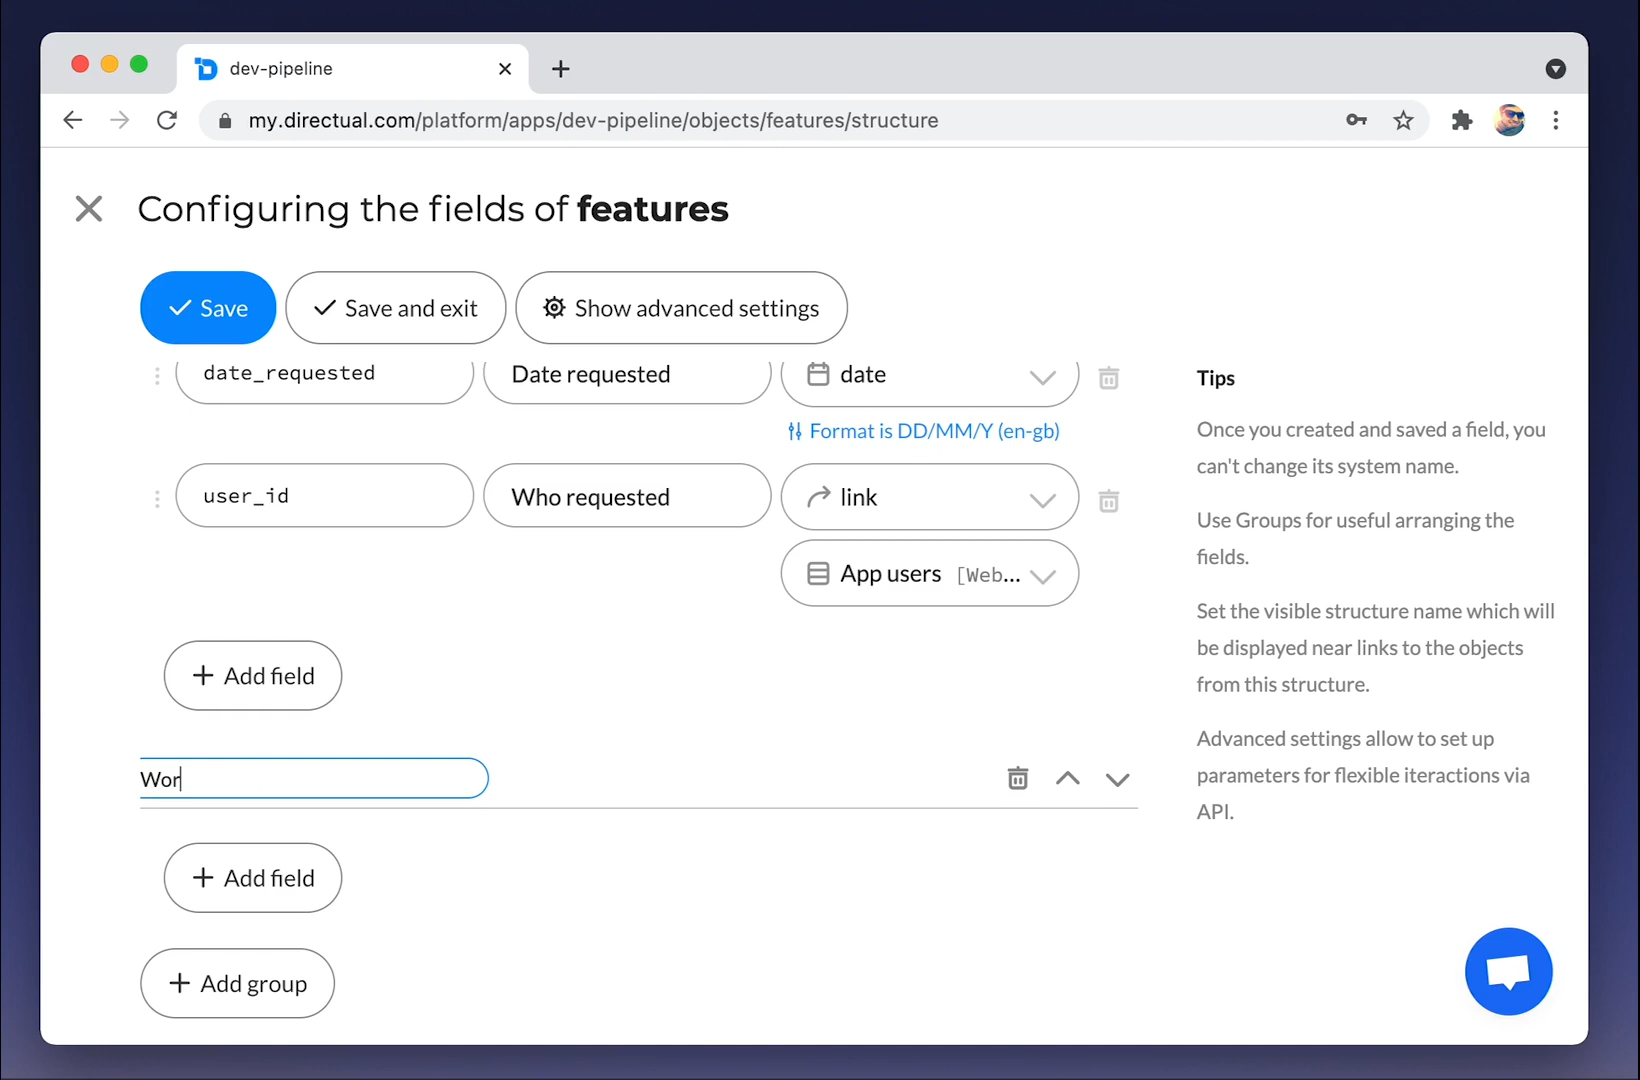 dev-pipeline
my.directual.com/platform/apps/dev-pipeline/objects/features/structure
Configuring the fields of features
Save
Save and exit
Show advanced settings
date_requested
Date requested
date
Format is DD/MM/Y (en-gb)
user_id
Who requested
link
App users [Web...
Add field
Wor
Add field
Add group
Tips
Once you created and saved a field, you
can't change its system name.
Use Groups for useful arranging the
fields.
Set the visible structure name which will
be displayed near links to the objects
from this structure.
Advanced settings allow to set up
parameters for flexible iteractions via
API.